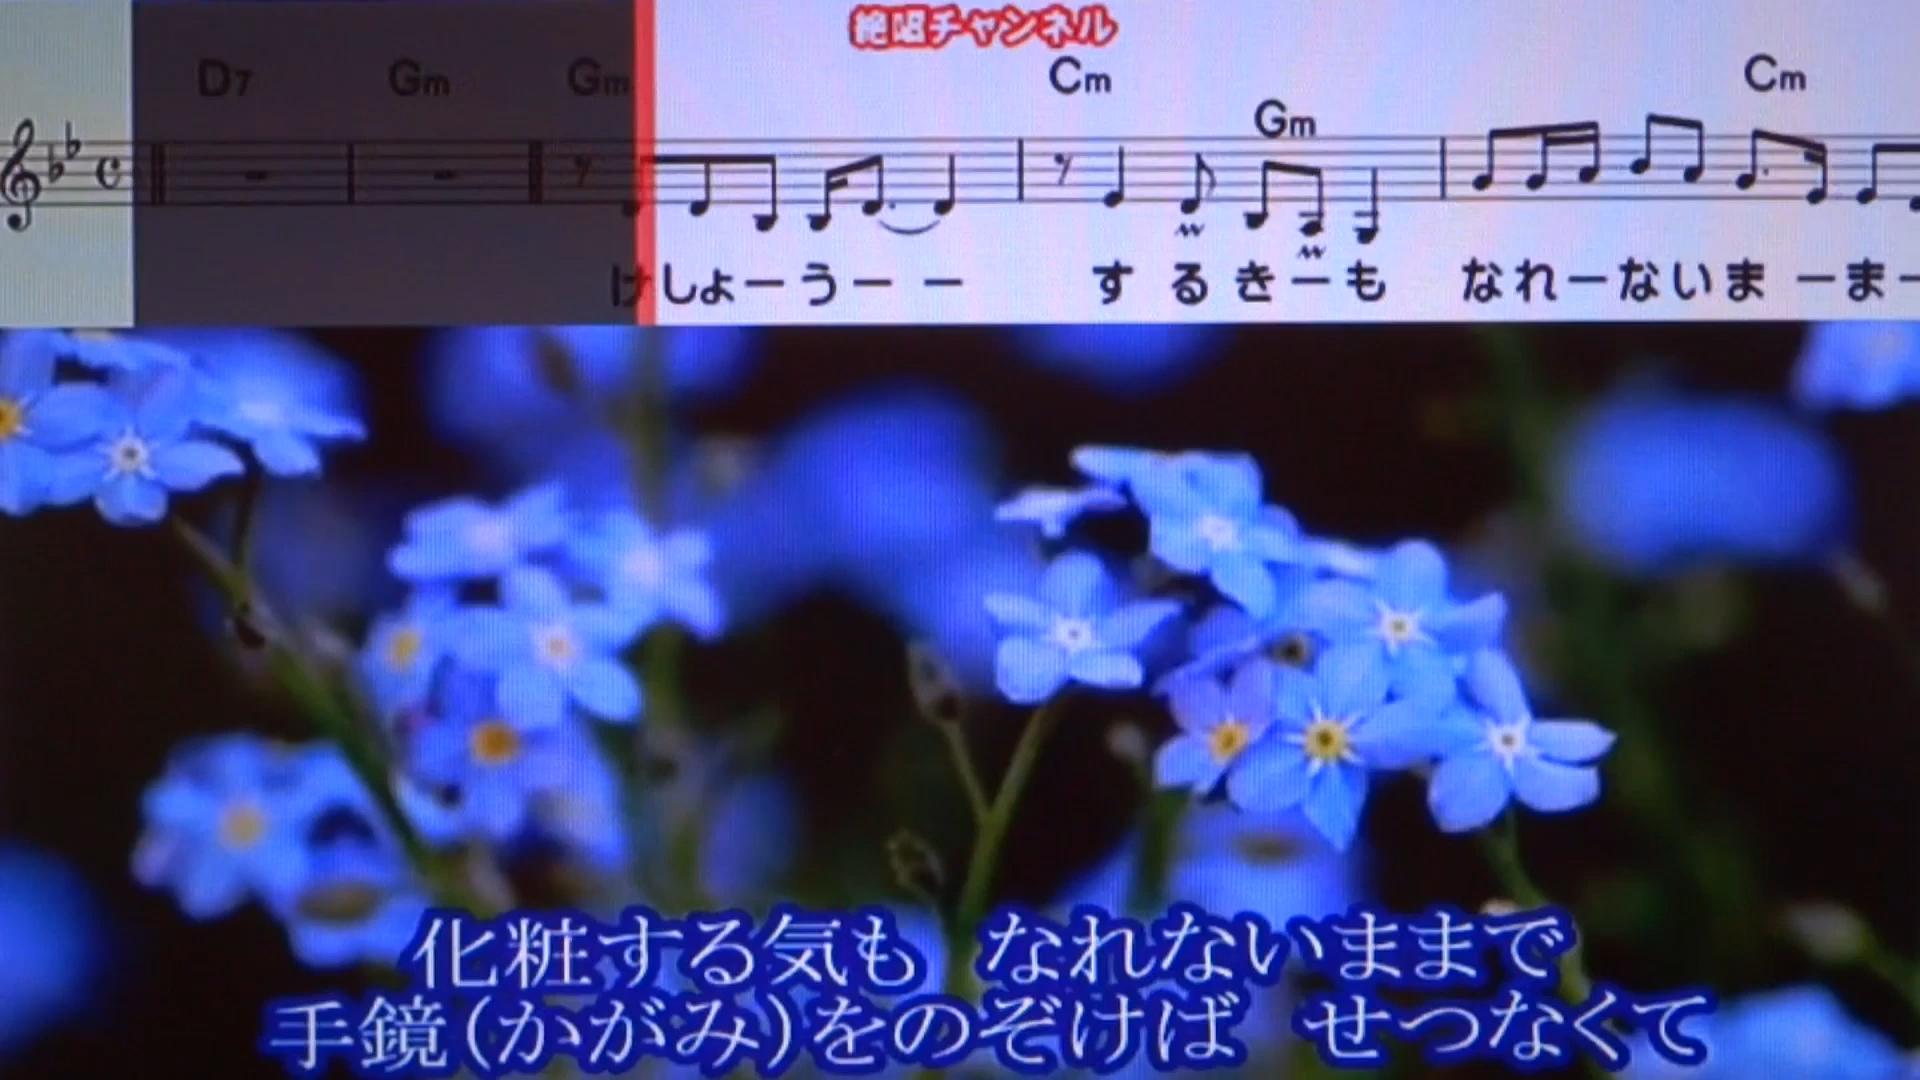 絶唱チャンネル
D7 Gm Gm Cm Gm Cm
けしょーうーー するきーも なれーないまーまー
化粧する気も なれないままで
手鏡(かがみ)をのぞけば せつなくて